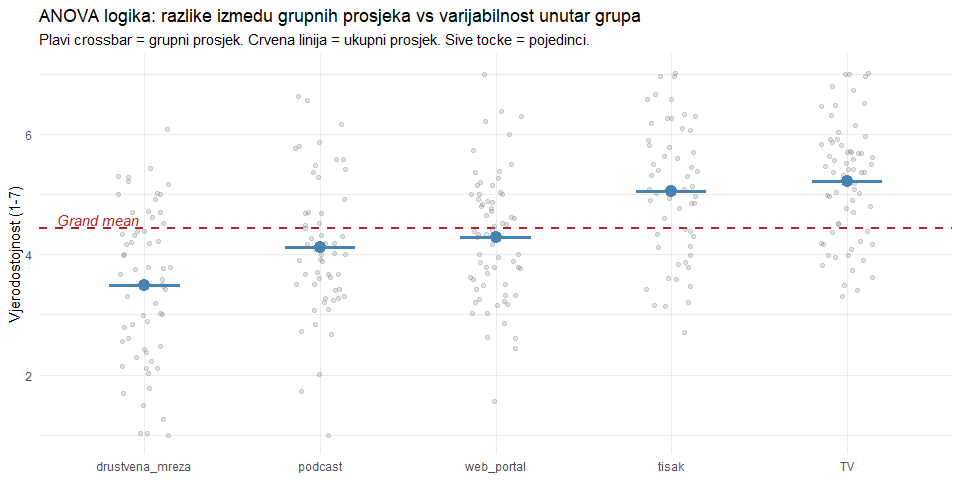 ANOVA logika: razlike izmedu grupnih prosjeka vs varijabilnost unutar grupa
Plavi crossbar = grupni prosjek. Crvena linija = ukupni prosjek. Sive tocke = pojedinci.
Vjerodostojnost (1-7)
6
4
2
Grand mean
drustvena_mreza
podcast
web_portal
tisak
TV